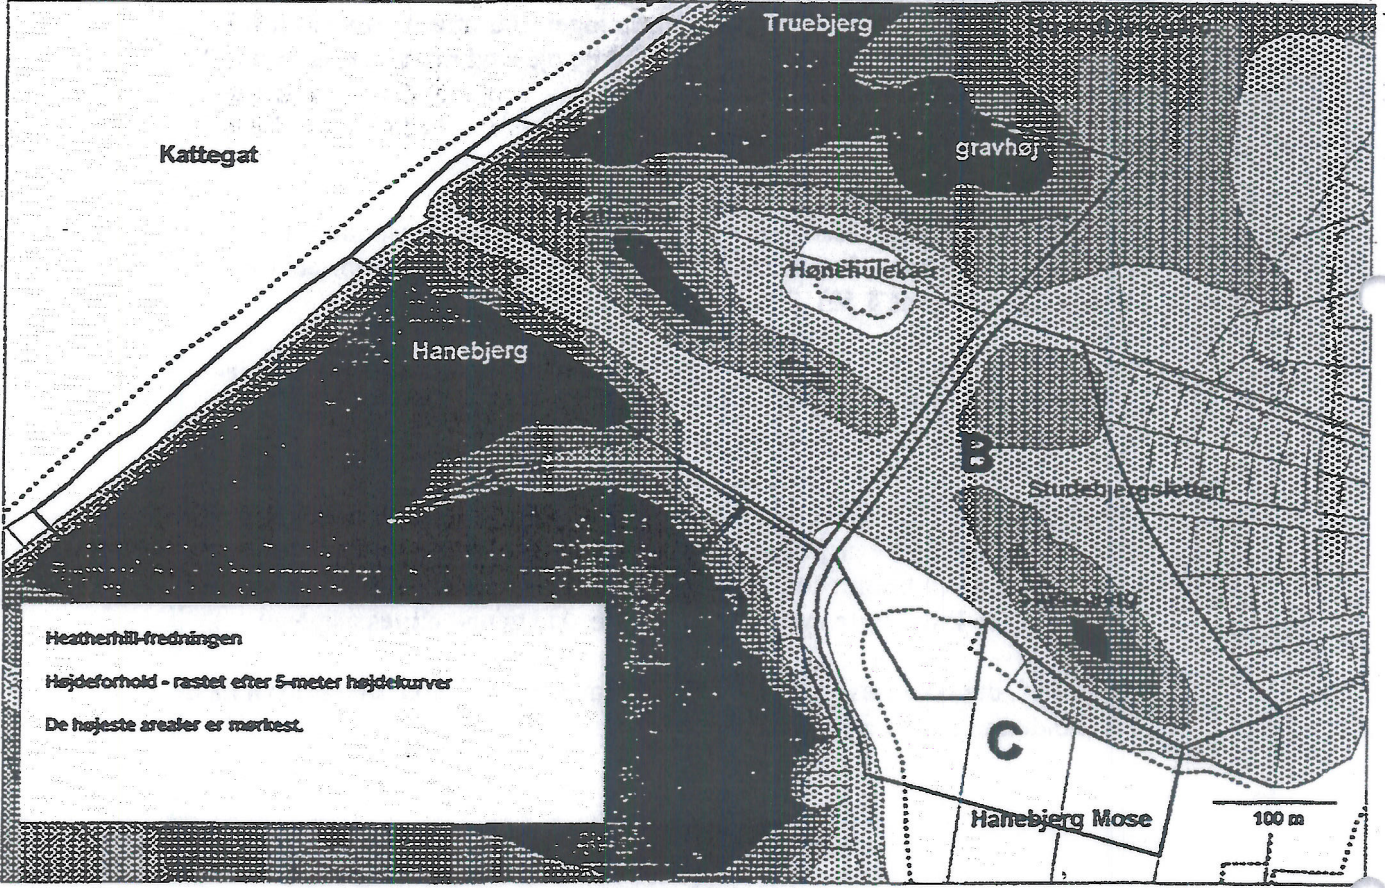 Truebjerg
Kattegat
gravhøj
Hønehulekær
Hanebjerg
B
Studebjergsletten
Heatherhill-fredningen
Højdeforhold - rastet efter 5-meter højdekurver
De højeste arealer er mørkest.
C
Hanebjerg Mose
100 m